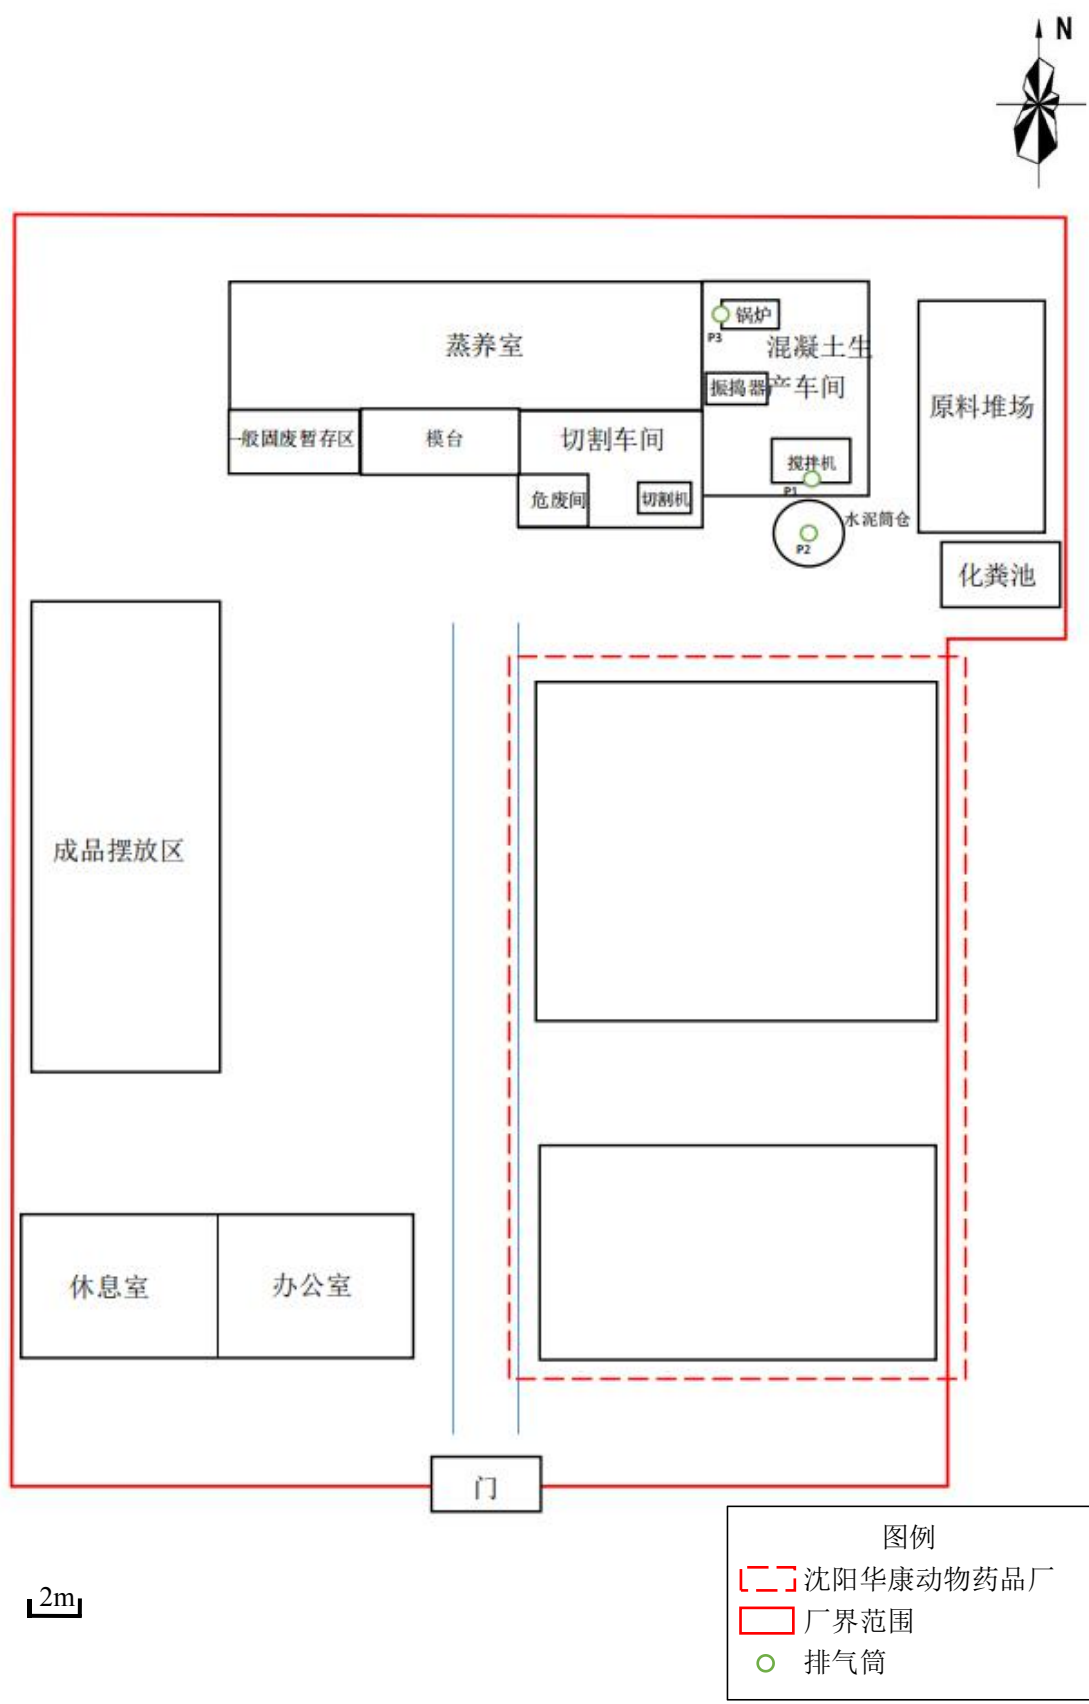 N
蒸养室
锅炉
P3
混凝土生
产车间
振捣器
原料堆场
一般固废暂存区
模台
切割车间
搅拌机
P1
危废间
切割机
水泥筒仓
P2
化粪池
成品摆放区
休息室
办公室
门
图例
沈阳华康动物药品厂
厂界范围
排气筒
2m